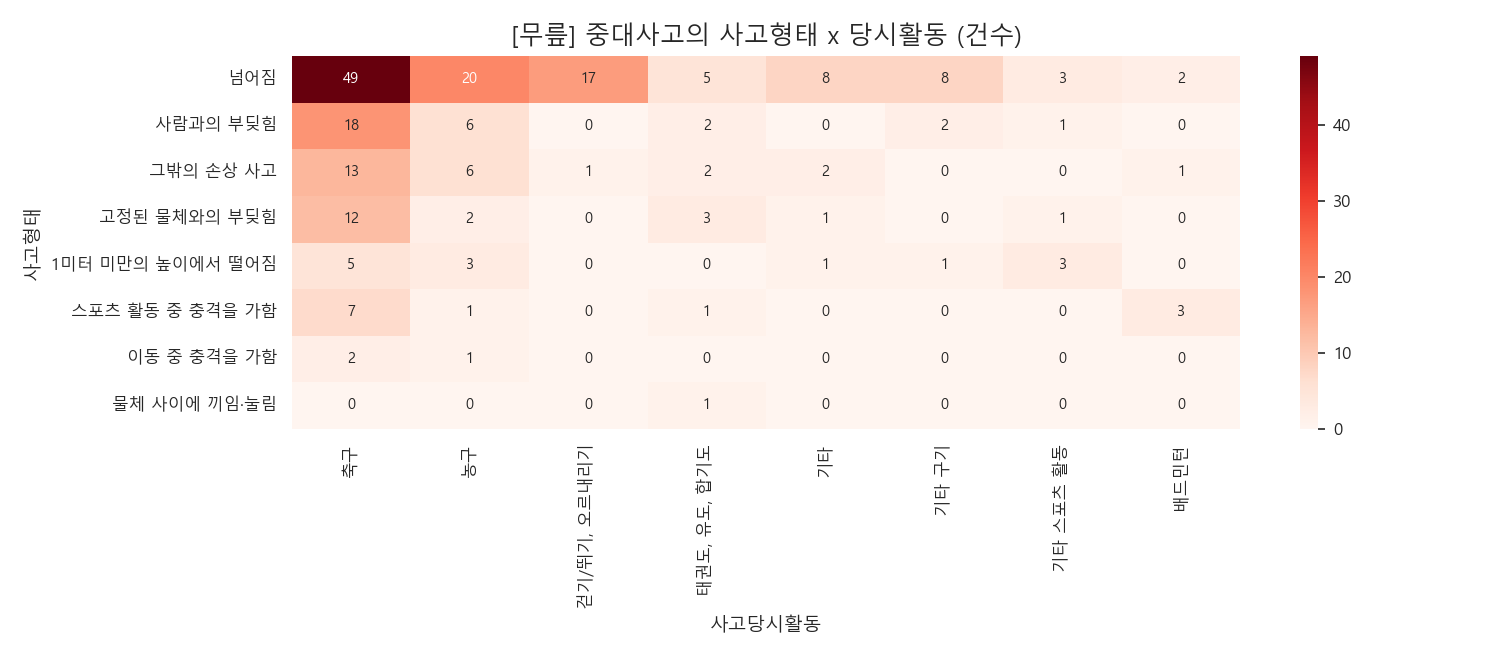 [무릎] 중대사고의 사고형태 x 당시활동 (건수)
사고형태
넘어짐 49 20 17 5 8 8 3 2
사람과의 부딪힘 18 6 0 2 0 2 1 0
그밖의 손상 사고 13 6 1 2 2 0 0 1
고정된 물체와의 부딪힘 12 2 0 3 1 0 1 0
1미터 미만의 높이에서 떨어짐 5 3 0 0 1 1 3 0
스포츠 활동 중 충격을 가함 7 1 0 1 0 0 0 3
이동 중 충격을 가함 2 1 0 0 0 0 0 0
물체 사이에 끼임·눌림 0 0 0 1 0 0 0 0
축구
농구
걷기/뛰기, 오르내리기
태권도, 유도, 합기도
기타
기타 구기
기타 스포츠 활동
배드민턴
사고당시활동
40
30
20
10
0